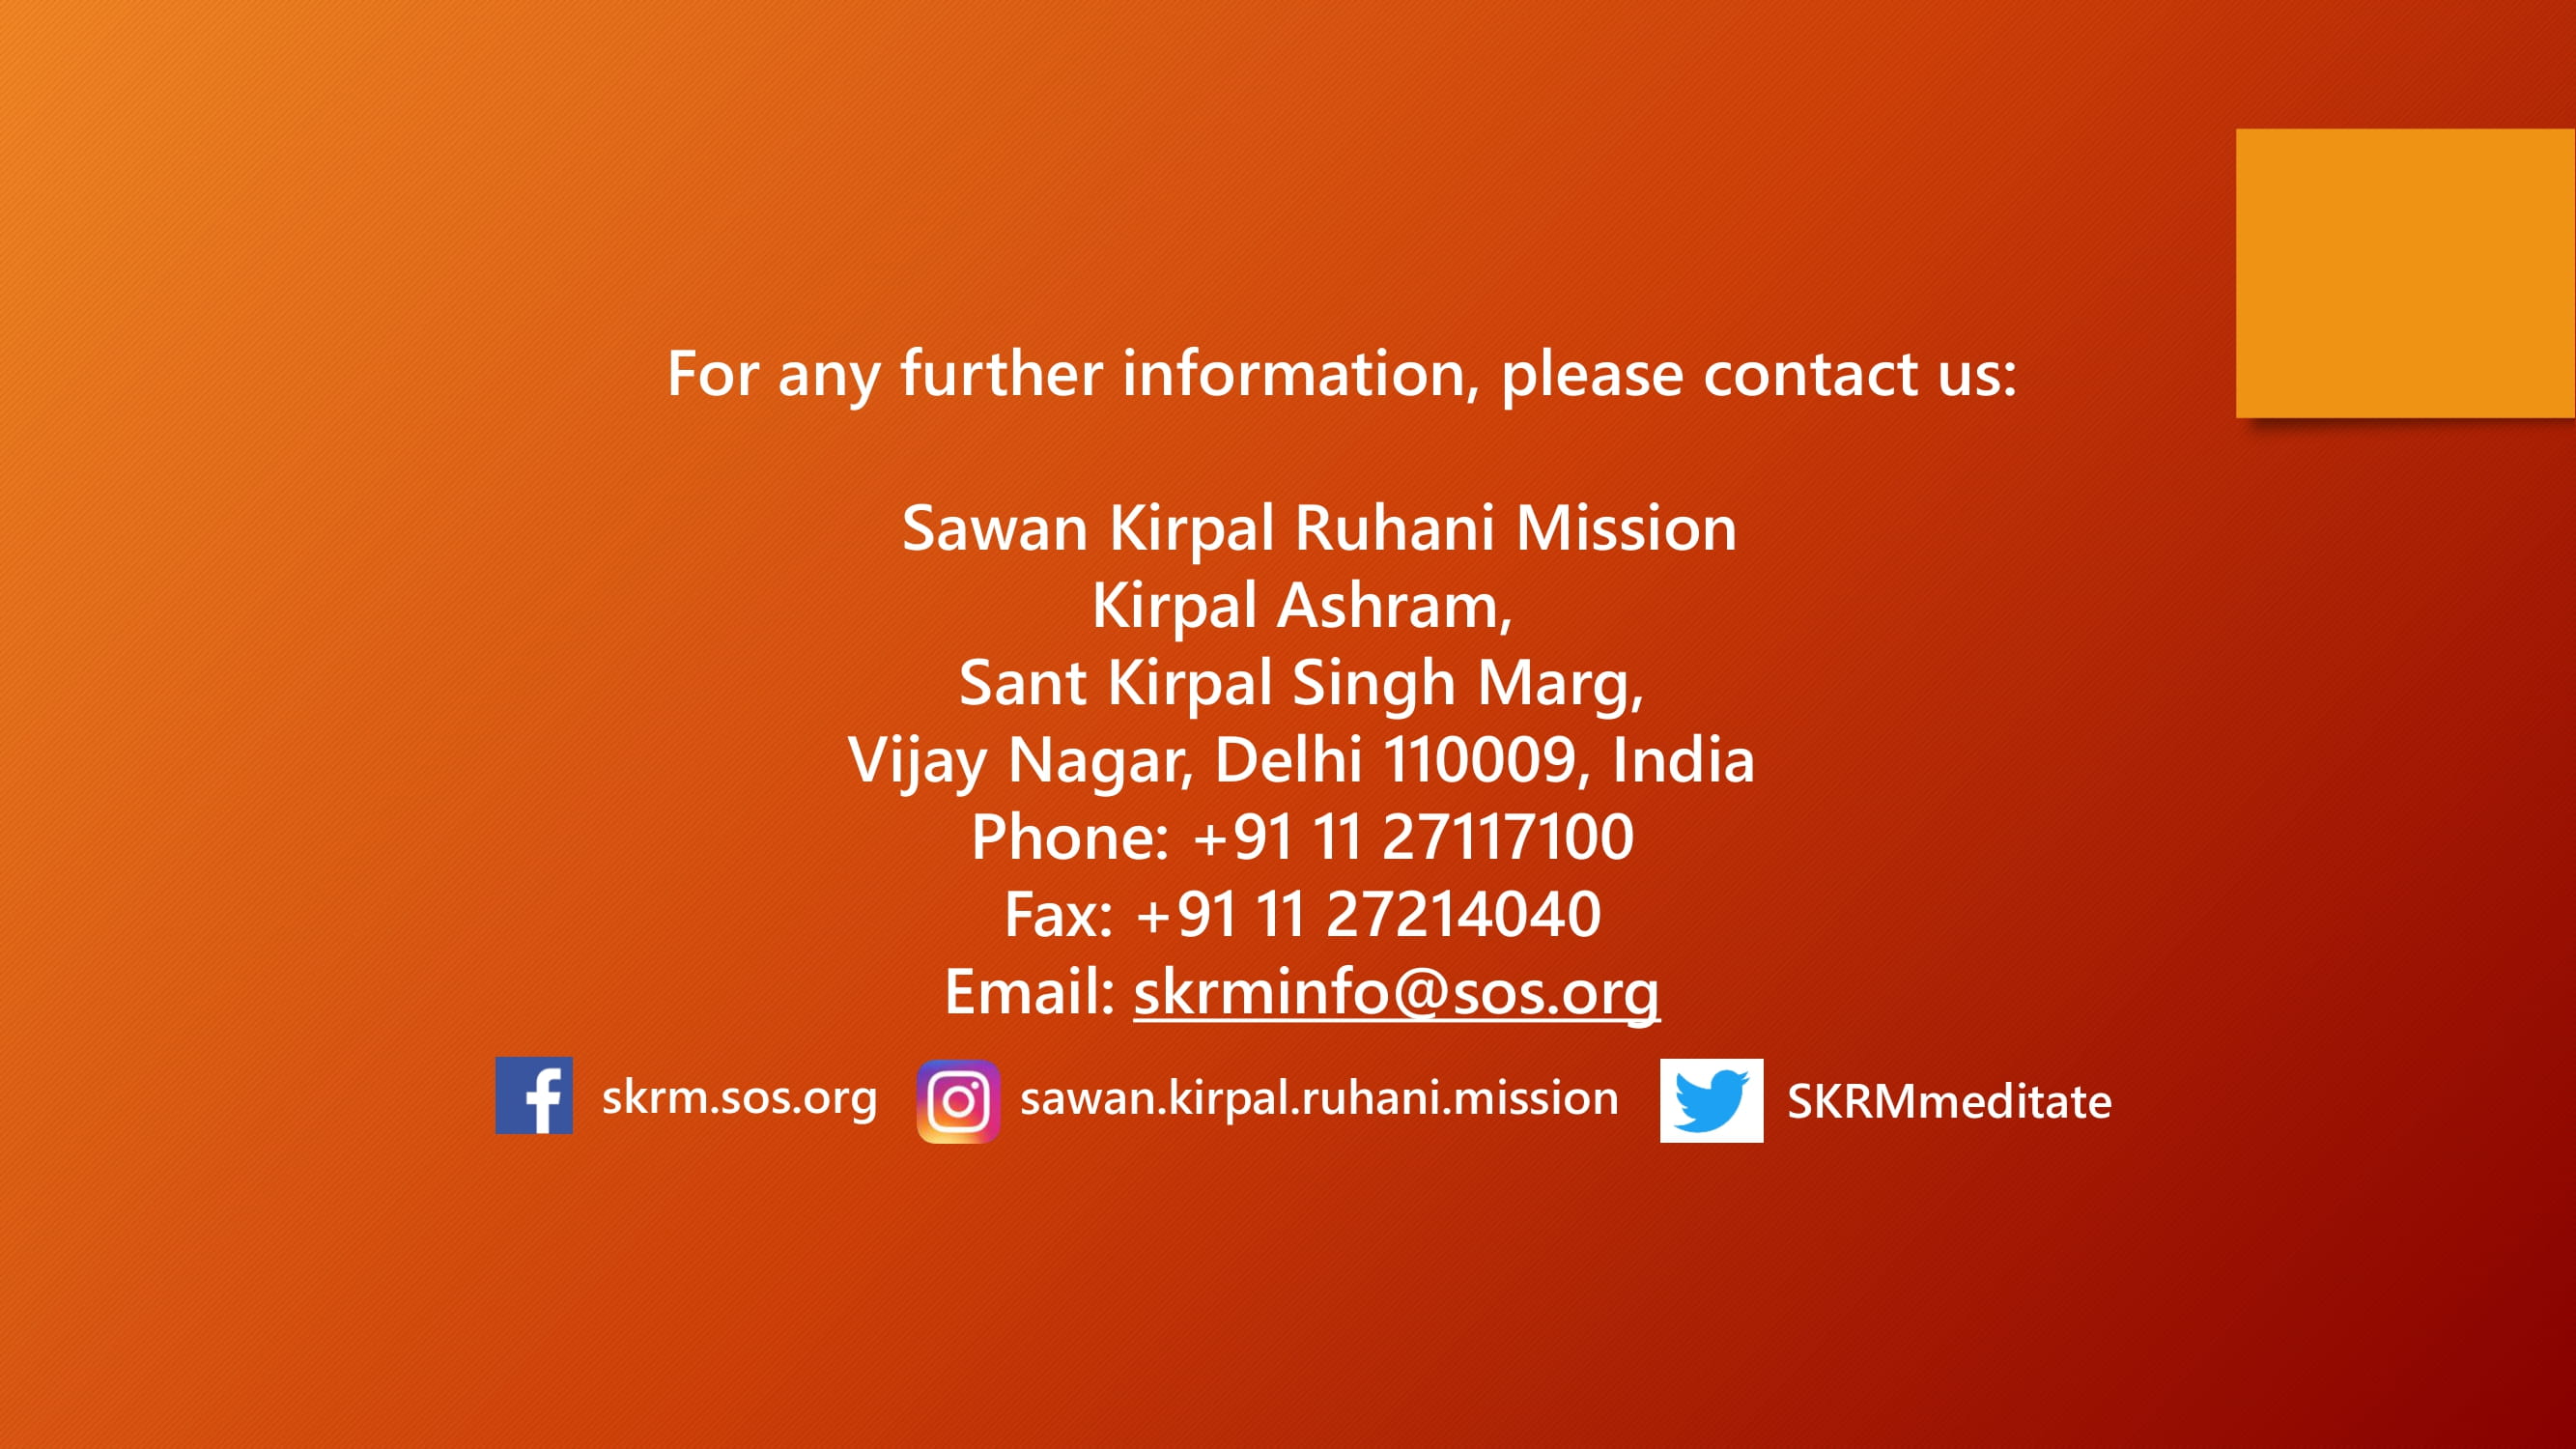 For any further information, please contact us:
Sawan Kirpal Ruhani Mission
Kirpal Ashram,
Sant Kirpal Singh Marg,
Vijay Nagar, Delhi 110009, India
Phone: +91 11 27117100
Fax: +91 11 27214040
Email: skrminfo@sos.org
skrm.sos.org sawan.kirpal.ruhani.mission SKRMmeditate